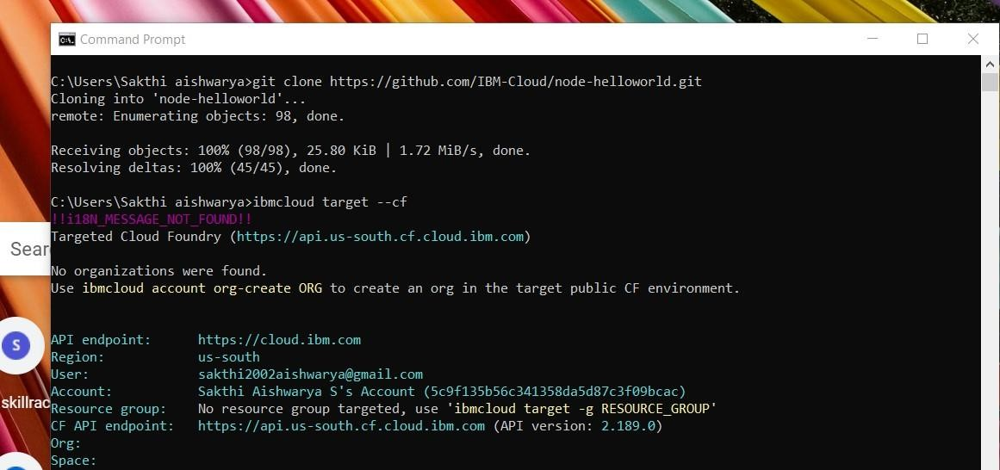 Command Prompt
C:\Users\Sakthi aishwarya>git clone https://github.com/IBM-Cloud/node-helloworld.git
Cloning into 'node-helloworld'...
remote: Enumerating objects: 98, done.
Receiving objects: 100% (98/98), 25.80 KiB | 1.72 MiB/s, done.
Resolving deltas: 100% (45/45), done.
C:\Users\Sakthi aishwarya>ibmcloud target --cf
!!i18N_MESSAGE_NOT_FOUND!!
Targeted Cloud Foundry (https://api.us-south.cf.cloud.ibm.com)
Sear
No organizations were found.
Use ibmcloud account org-create ORG to create an org in the target public CF environment.
API endpoint: https://cloud.ibm.com
S
Region: us-south
User: sakthi2002aishwarya@gmail.com
Account: Sakthi Aishwarya S's Account (5c9f135b56c341358da5d87c3f09bcac)
skillrac
Resource group: No resource group targeted, use 'ibmcloud target -g RESOURCE_GROUP'
CF API endpoint: https://api.us-south.cf.cloud.ibm.com (API version: 2.189.0)
Org:
Space: